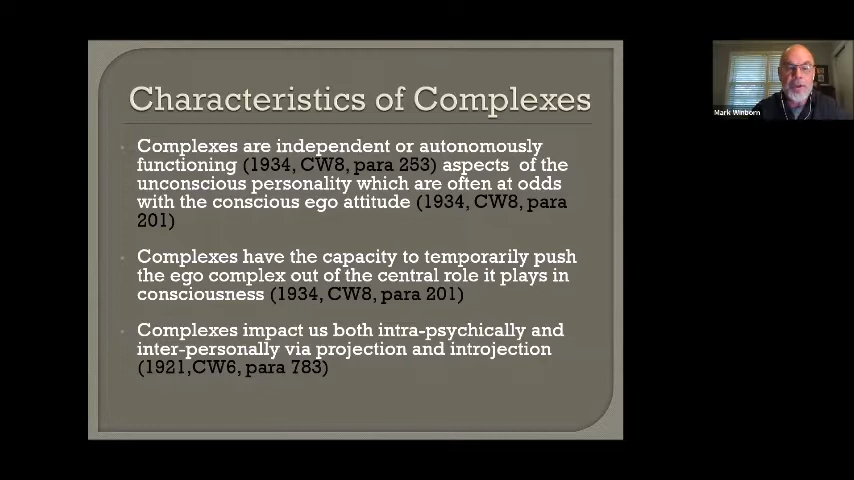 Characteristics of Complexes
Complexes are independent or autonomously
functioning (1934, CW8, para 253) aspects of the
unconscious personality which are often at odds
with the conscious ego attitude (1934, CW8, para
201)
Complexes have the capacity to temporarily push
the ego complex out of the central role it plays in
consciousness (1934, CW8, para 201)
Complexes impact us both intra-psychically and
inter-personally via projection and introjection
(1921,CW6, para 783)
Mark Winborn